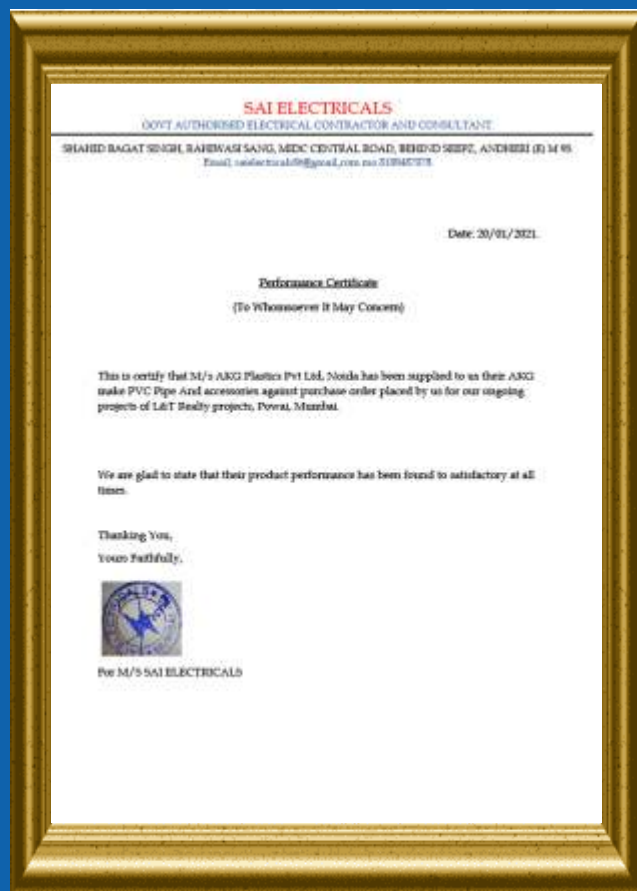 SAI ELECTRICALS
GOVT AUTHORISED ELECTRICAL CONTRACTOR AND CONSULTANT
SHAHID BAGAT SINGH, RAHIWASI SANG, MIDC CENTRAL ROAD, BEHIND SEEPZ, ANDHERI (E) M 93
Email,
Date: 20/01/2021.
Performance Certificate
(To Whomsoever It May Concern)
This is certify that M/s AKG Plastics Pvt Ltd, Noida has been supplied to us their AKG
make PVC Pipe And accessories against purchase order placed by us for our ongoing
projects of L&T Realty projects, Powai, Mumbai.
We are glad to state that their product performance has been found to satisfactory at all
times.
Thanking You,
Yours Faithfully,
For M/S SAI ELECTRICALS